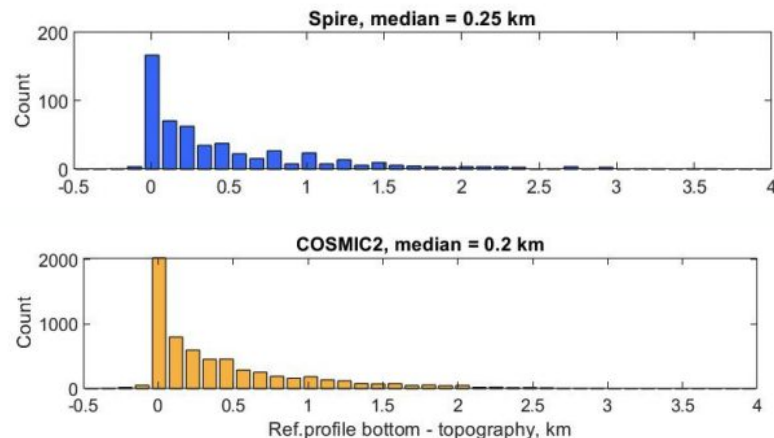 Spire, median = 0.25 km
200
100
0
Count
-0.5 0 0.5 1 1.5 2 2.5 3 3.5 4
COSMIC2, median = 0.2 km
2000
1000
0
Count
-0.5 0 0.5 1 1.5 2 2.5 3 3.5 4
Ref.profile bottom - topography, km